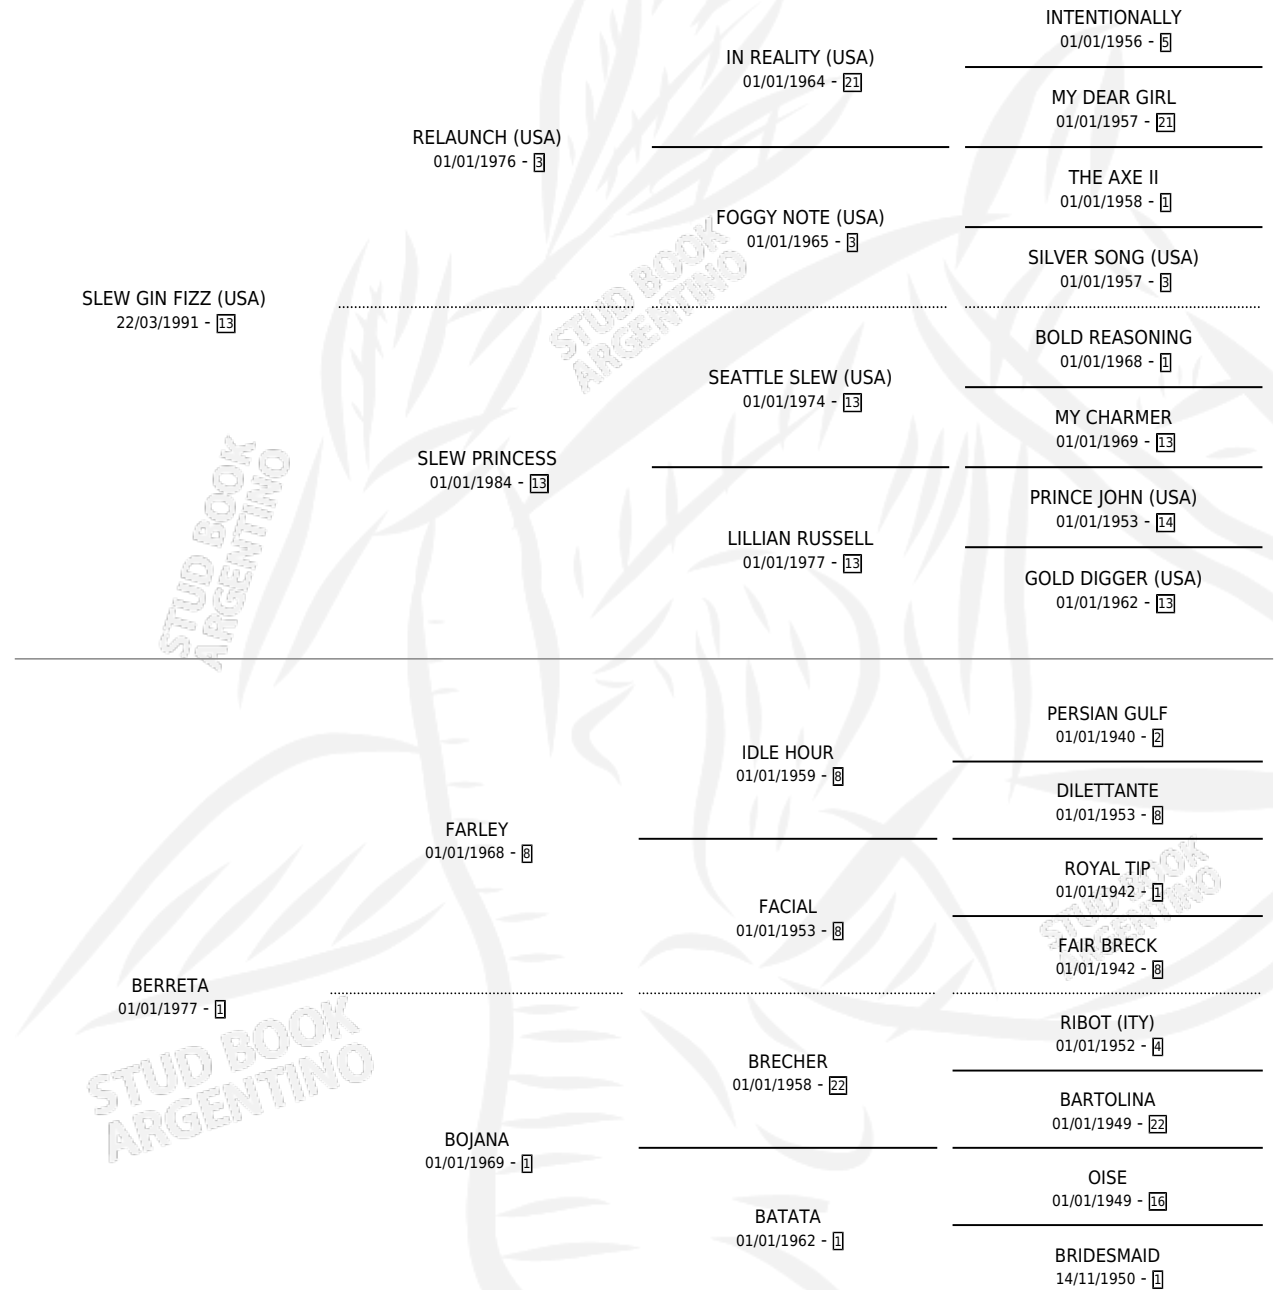 INTENTIONALLY
01/01/1956 - 5
IN REALITY (USA)
01/01/1964 - 21
MY DEAR GIRL
01/01/1957 - 21
RELAUNCH (USA)
01/01/1976 - 3
THE AXE II
01/01/1958 - 1
FOGGY NOTE (USA)
01/01/1965 - 3
SILVER SONG (USA)
01/01/1957 - 3
SLEW GIN FIZZ (USA)
22/03/1991 - 13
BOLD REASONING
01/01/1968 - 1
SEATTLE SLEW (USA)
01/01/1974 - 13
MY CHARMER
01/01/1969 - 13
SLEW PRINCESS
01/01/1984 - 13
PRINCE JOHN (USA)
01/01/1953 - 14
LILLIAN RUSSELL
01/01/1977 - 13
GOLD DIGGER (USA)
01/01/1962 - 13
PERSIAN GULF
01/01/1940 - 2
IDLE HOUR
01/01/1959 - 8
DILETTANTE
01/01/1953 - 8
FARLEY
01/01/1968 - 8
ROYAL TIP
01/01/1942 - 1
FACIAL
01/01/1953 - 8
FAIR BRECK
01/01/1942 - 8
BERRETA
01/01/1977 - 1
RIBOT (ITY)
01/01/1952 - 4
BRECHER
01/01/1958 - 22
BARTOLINA
01/01/1949 - 22
BOJANA
01/01/1969 - 1
OISE
01/01/1949 - 16
BATATA
01/01/1962 - 1
BRIDESMAID
14/11/1950 - 1
STUD BOOK
ARGENTINO
STUD BOOK
ARGENTINO
STUD BOOK
ARGENTINO
STUD BOOK
ARGENTINO